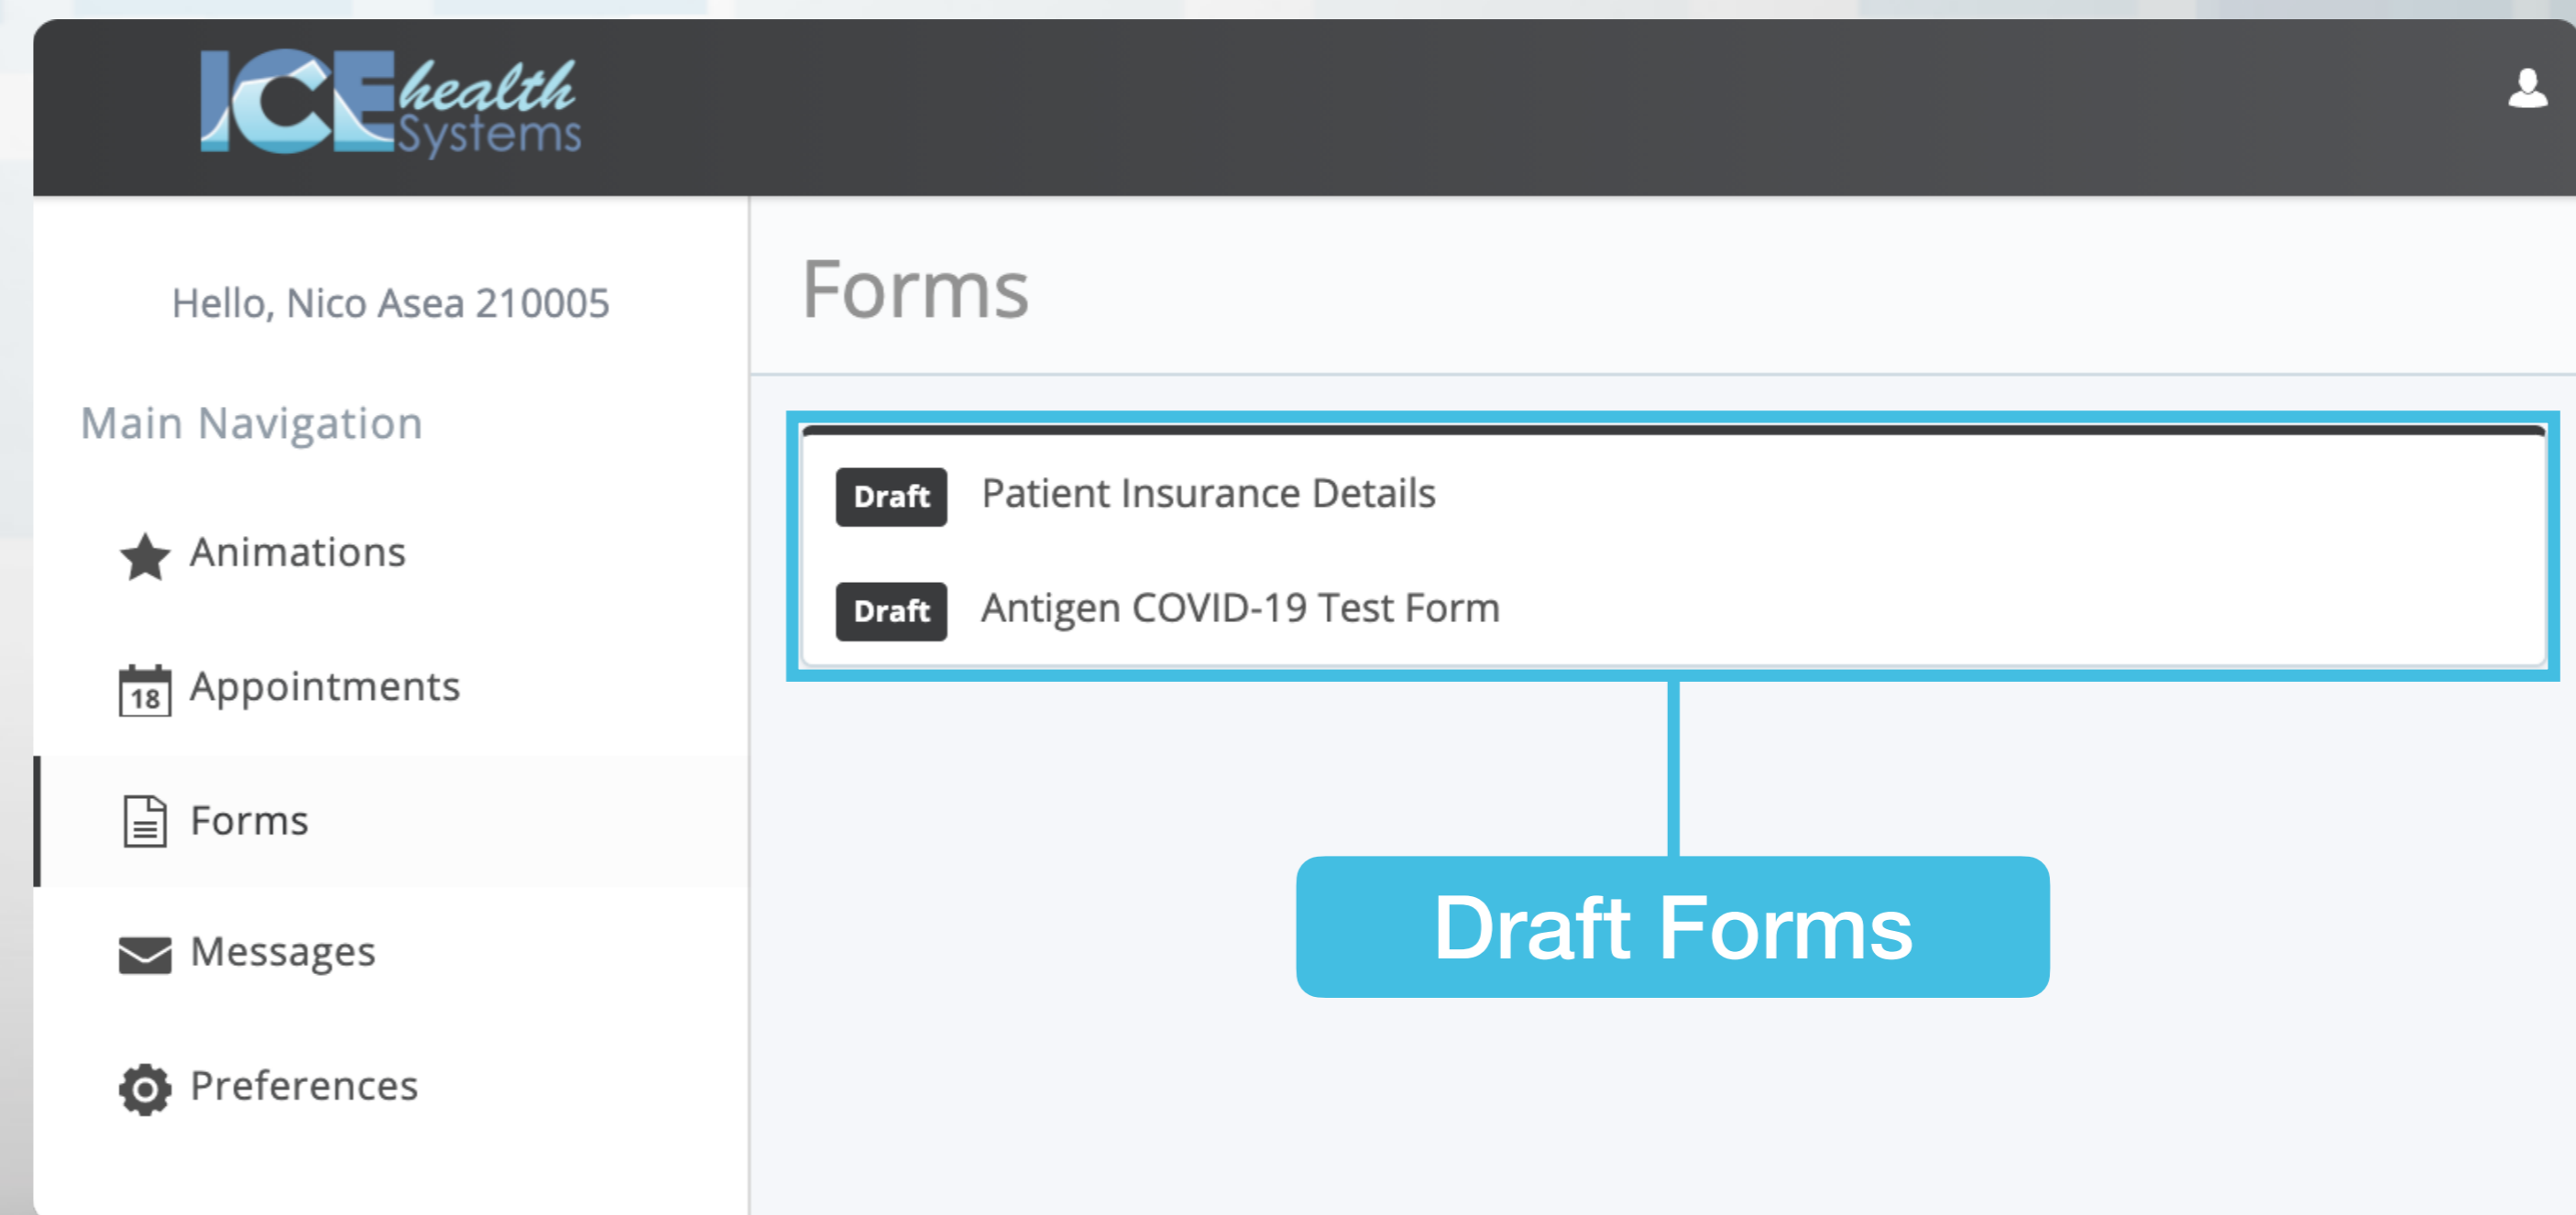 ICE health
Systems
Hello, Nico Asea 210005
Main Navigation
Animations
18 Appointments
Forms
Messages
Preferences
Forms
Draft Patient Insurance Details
Draft Antigen COVID-19 Test Form
Draft Forms